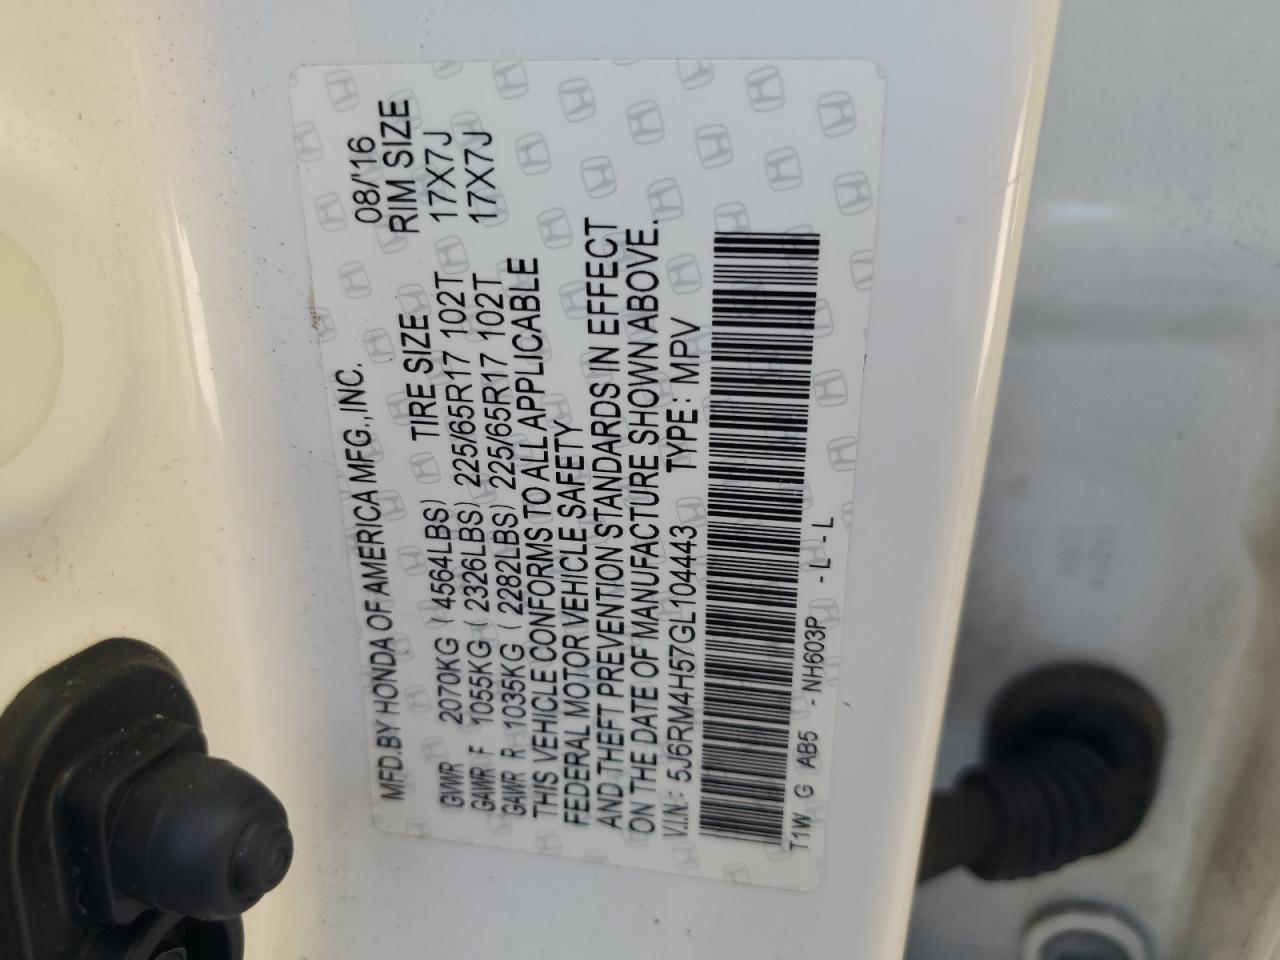 MFD.BY HONDA OF AMERICA MFG.,INC. 08/'16
TIRE SIZE RIM SIZE
GVWR 2070KG (4564LBS)
GAWR F 1055KG (2326LBS) 225/65R17 102T 17X7J
GAWR R 1035KG (2282LBS) 225/65R17 102T 17X7J
THIS VEHICLE CONFORMS TO ALL APPLICABLE
FEDERAL MOTOR VEHICLE SAFETY
AND THEFT PREVENTION STANDARDS IN EFFECT
ON THE DATE OF MANUFACTURE SHOWN ABOVE.
V.I.N.: 5J6RM4H57GL104443 TYPE: MPV
T1W G AB5 -NH603P -L-L